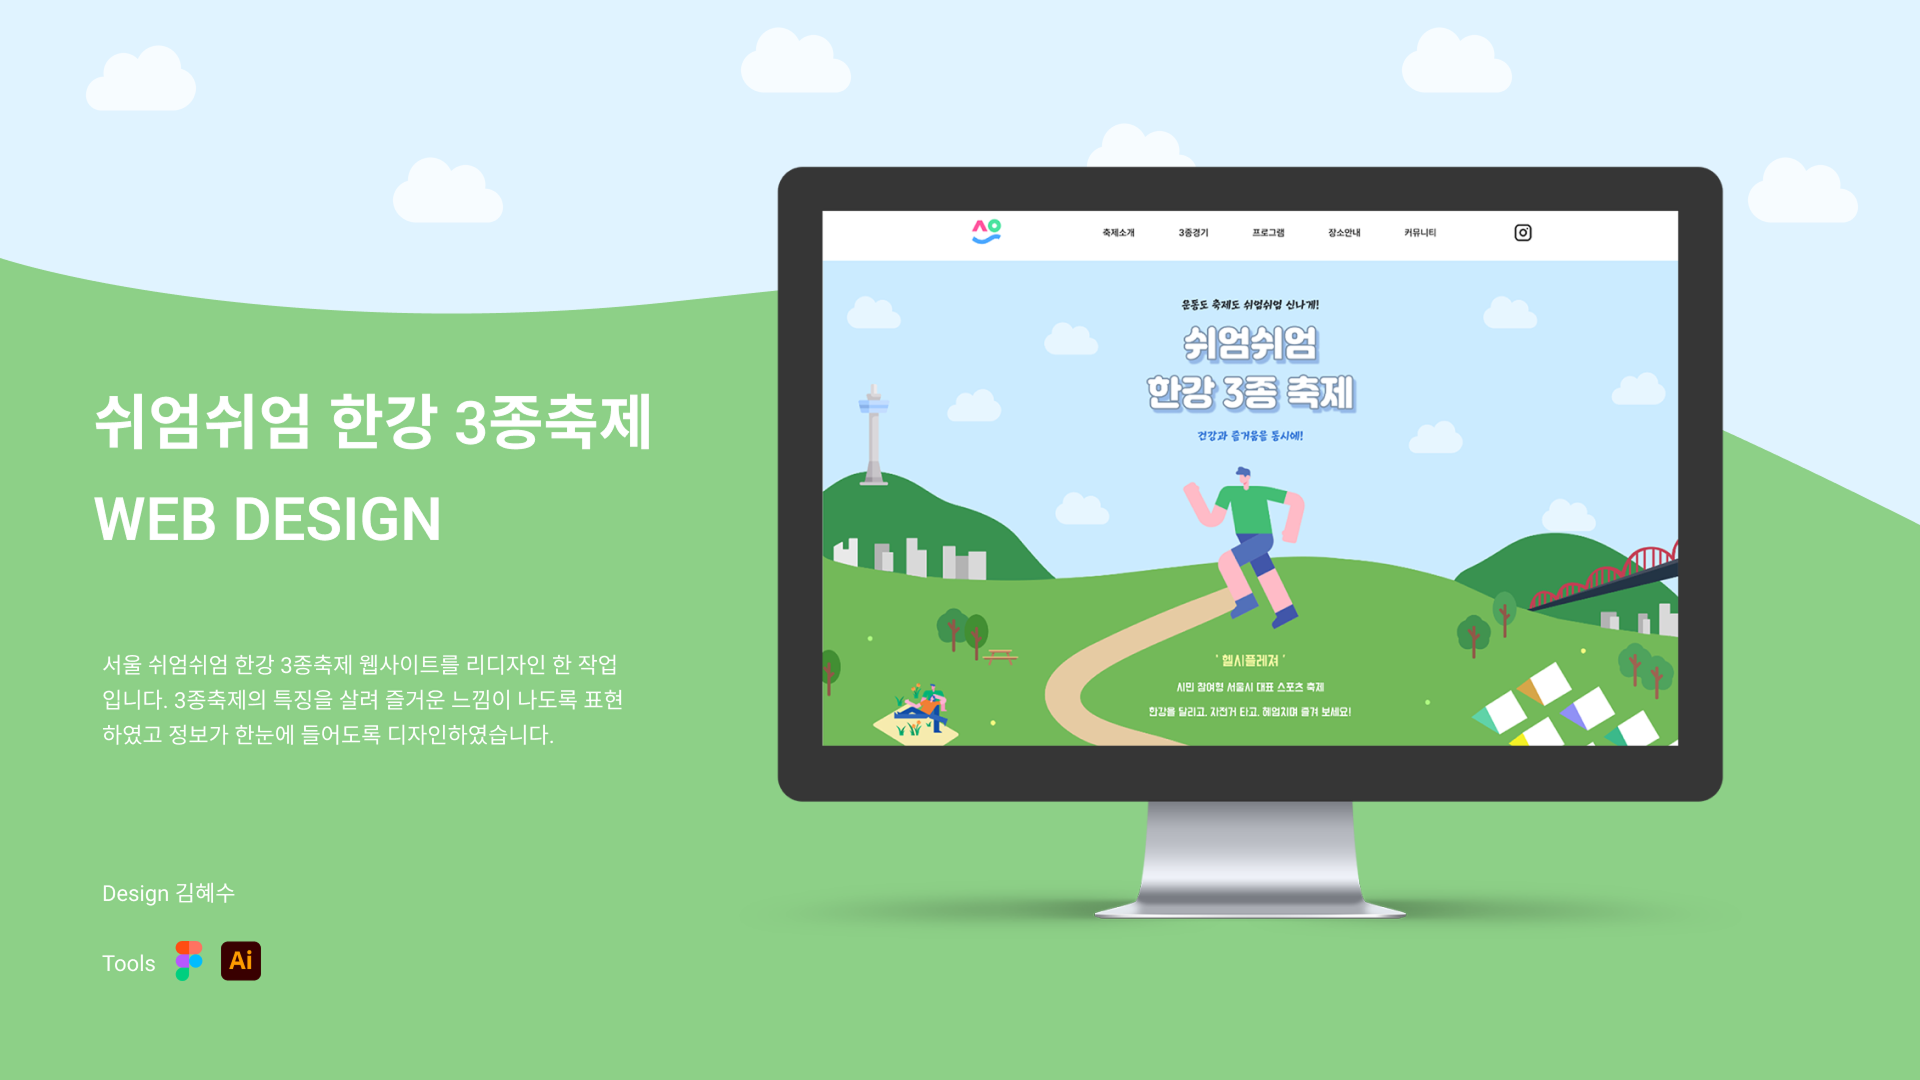 쉬엄쉬엄 한강 3종축제
WEB DESIGN
서울 쉬엄쉬엄 한강 3종축제 웹사이트를 리디자인 한 작업
입니다. 3종축제의 특징을 살려 즐거운 느낌이 나도록 표현
하였고 정보가 한눈에 들어오록 디자인하였습니다.
Design 김혜수
Tools
Ai
축제소개 3종경기 프로그램 장소안내 커뮤니티
운동도 축제도 쉬엄쉬엄 신나게!
쉬엄쉬엄
한강 3종 축제
건강과 즐거움을 동시에!
' 헬시플레져 '
시민 참여형 서울시 대표 스포츠 축제
한강을 달리고, 자전거 타고, 헤엄치며 즐겨 보세요!